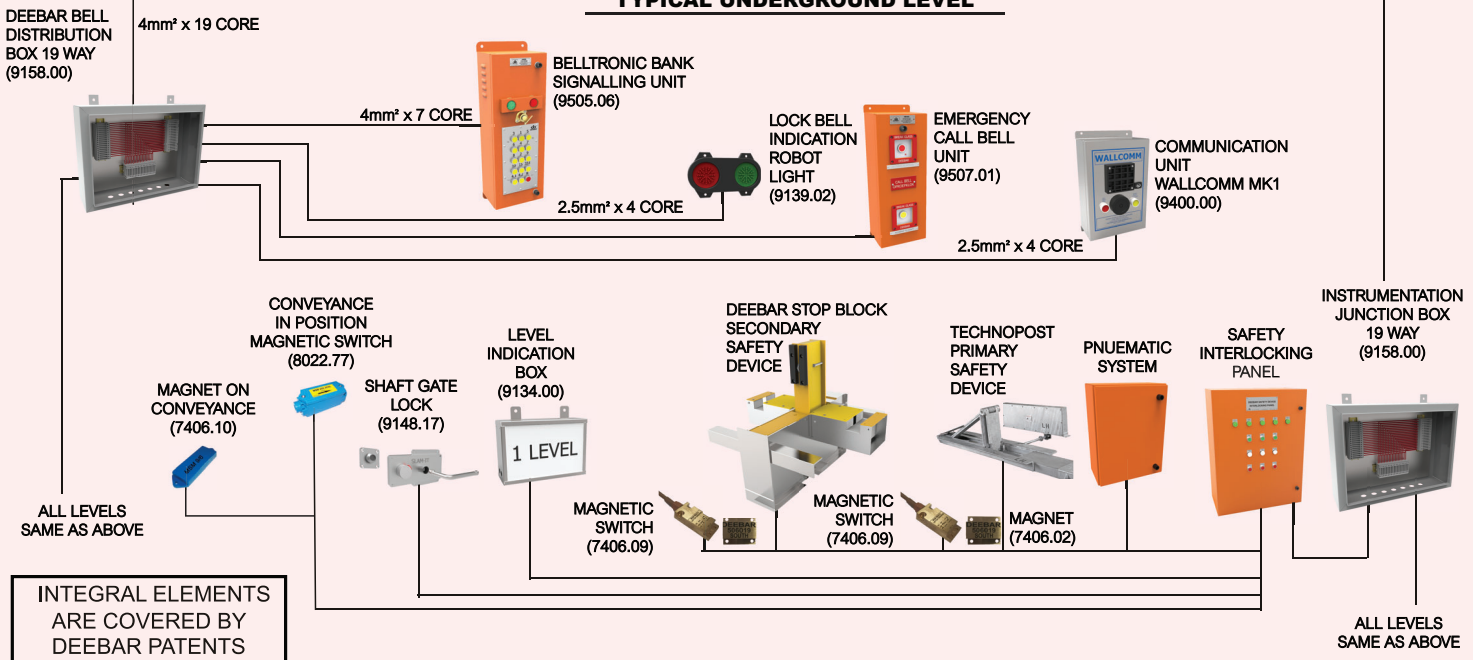 TYPICAL UNDERGROUND LEVEL
DEEBAR BELL
DISTRIBUTION
BOX 19 WAY
(9158.00)
4mm² x 19 CORE
4mm² x 7 CORE
BELLTRONIC BANK
SIGNALLING UNIT
(9505.06)
2.5mm² x 4 CORE
LOCK BELL
INDICATION
ROBOT
LIGHT
(9139.02)
EMERGENCY
CALL BELL
UNIT
(9507.01)
2.5mm² x 4 CORE
WALLCOMM
COMMUNICATION
UNIT
WALLCOMM MK1
(9400.00)
ALL LEVELS
SAME AS ABOVE
MAGNET ON
CONVEYANCE
(7406.10)
CONVEYANCE
IN POSITION
MAGNETIC SWITCH
(8022.77)
SHAFT GATE
LOCK
(9148.17)
LEVEL
INDICATION
BOX
(9134.00)
1 LEVEL
DEEBAR STOP BLOCK
SECONDARY
SAFETY
DEVICE
MAGNETIC
SWITCH
(7406.09)
TECHNOPOST
PRIMARY
SAFETY
DEVICE
MAGNETIC
SWITCH
(7406.09)
MAGNET
(7406.02)
PNUEMATIC
SYSTEM
SAFETY
INTERLOCKING
PANEL
INSTRUMENTATION
JUNCTION BOX
19 WAY
(9158.00)
ALL LEVELS
SAME AS ABOVE
INTEGRAL ELEMENTS
ARE COVERED BY
DEEBAR PATENTS